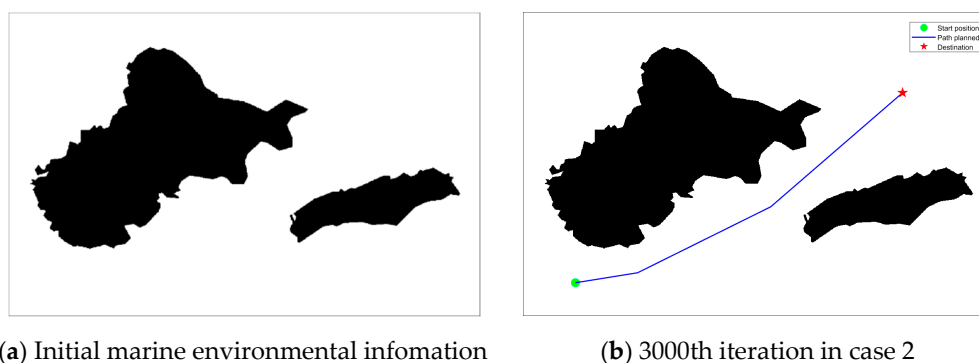 Start position
Path planned
Destination
(a) Initial marine environmental infomation
(b) 3000th iteration in case 2